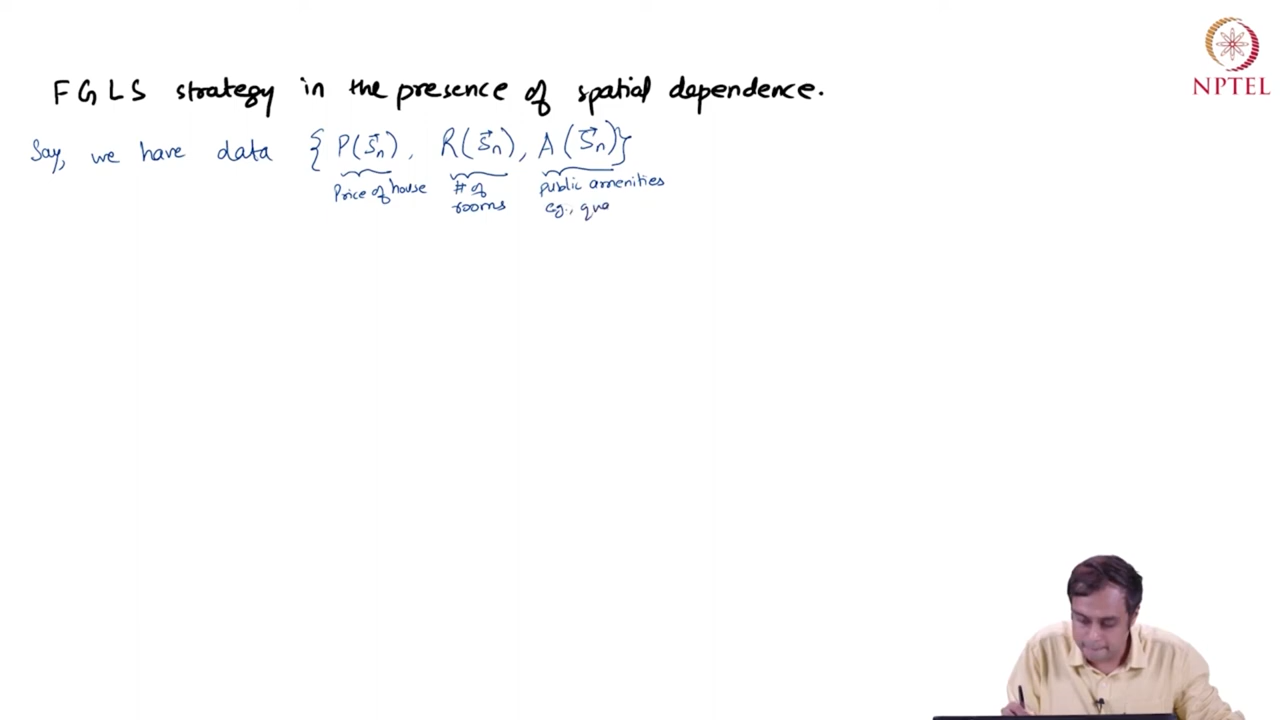 FGLS strategy in the presence of spatial dependence.
Say, we have data { P(s⃗n), R(s⃗n), A(s⃗n)}
Price of house # of rooms public amenities
e.g., qua
NPTEL